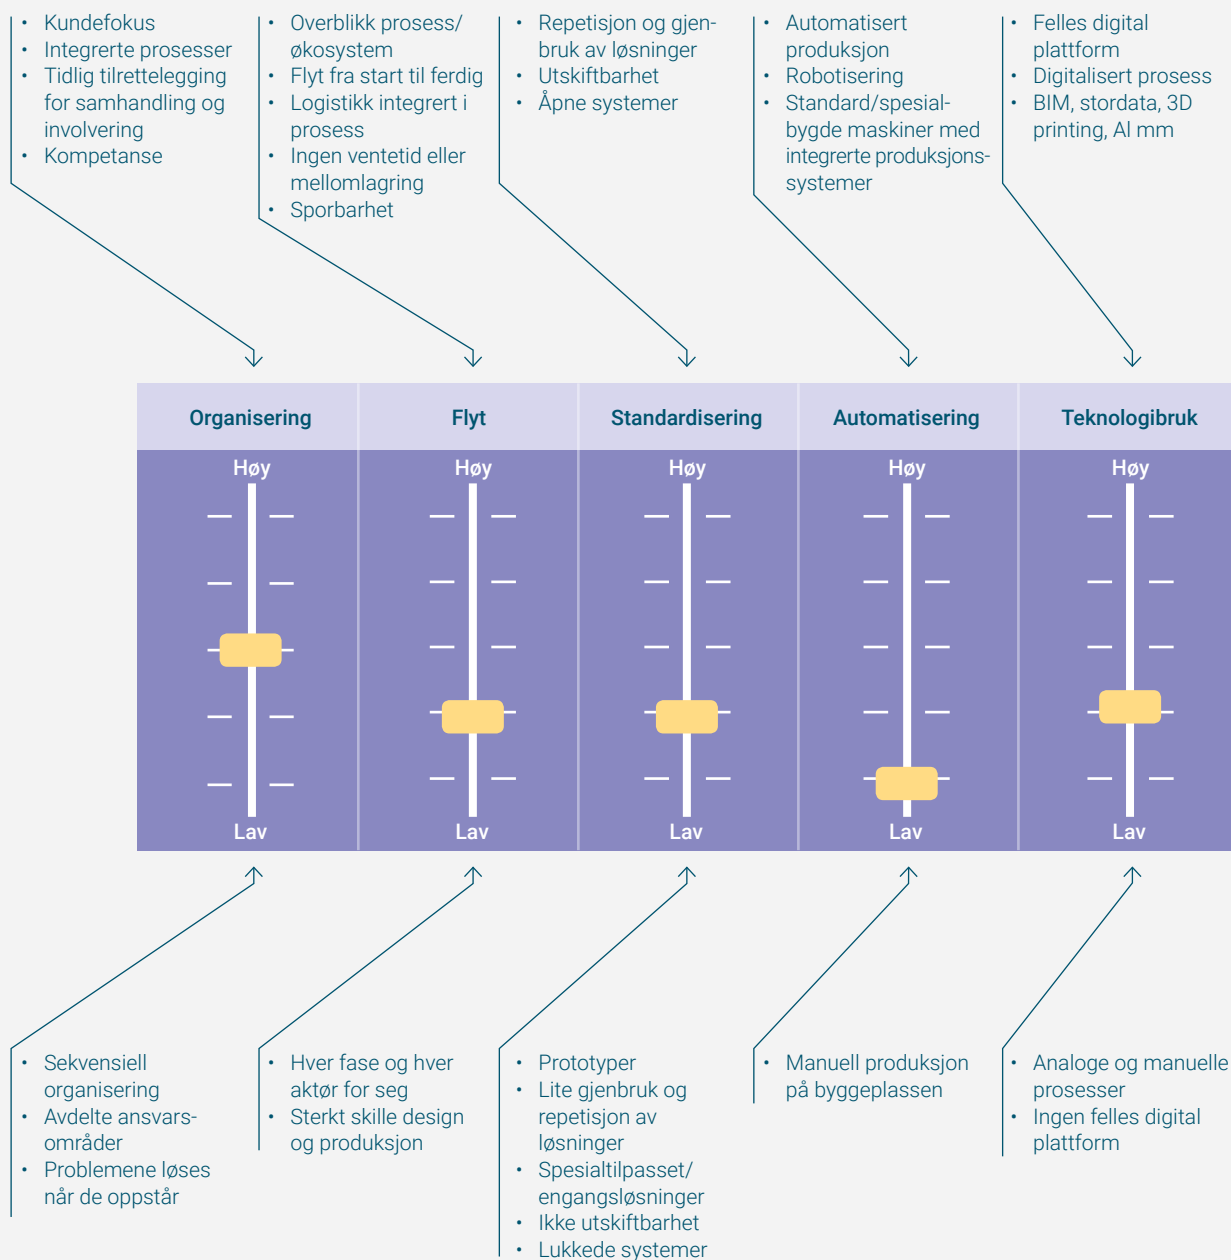 • Kundefokus
• Integrerte prosesser
• Tidlig tilrettelegging
for samhandling og
involvering
• Kompetanse
• Overblikk prosess/
økosystem
• Flyt fra start til ferdig
• Logistikk integrert i
prosess
• Ingen ventetid eller
mellomlagring
• Sporbarhet
• Repetisjon og gjen-
bruk av løsninger
• Utskiftbarhet
• Åpne systemer
• Automatisert
produksjon
• Robotisering
• Standard/spesial-
bygde maskiner med
integrerte produksjons-
systemer
• Felles digital
plattform
• Digitalisert prosess
• BIM, stordata, 3D
printing, AI mm
Organisering
Flyt
Standardisering
Automatisering
Teknologibruk
Høy
Høy
Høy
Høy
Høy
Lav
Lav
Lav
Lav
Lav
• Sekvensiell
organisering
• Avdelte ansvars-
områder
• Problemene løses
når de oppstår
• Hver fase og hver
aktør for seg
• Sterkt skille design
og produksjon
• Prototyper
• Lite gjenbruk og
repetisjon av
løsninger
• Spesialtilpasset/
engangsløsninger
• Ikke utskiftbarhet
• Lukkede systemer
• Manuell produksjon
på byggeplassen
• Analoge og manuelle
prosesser
• Ingen felles digital
plattform